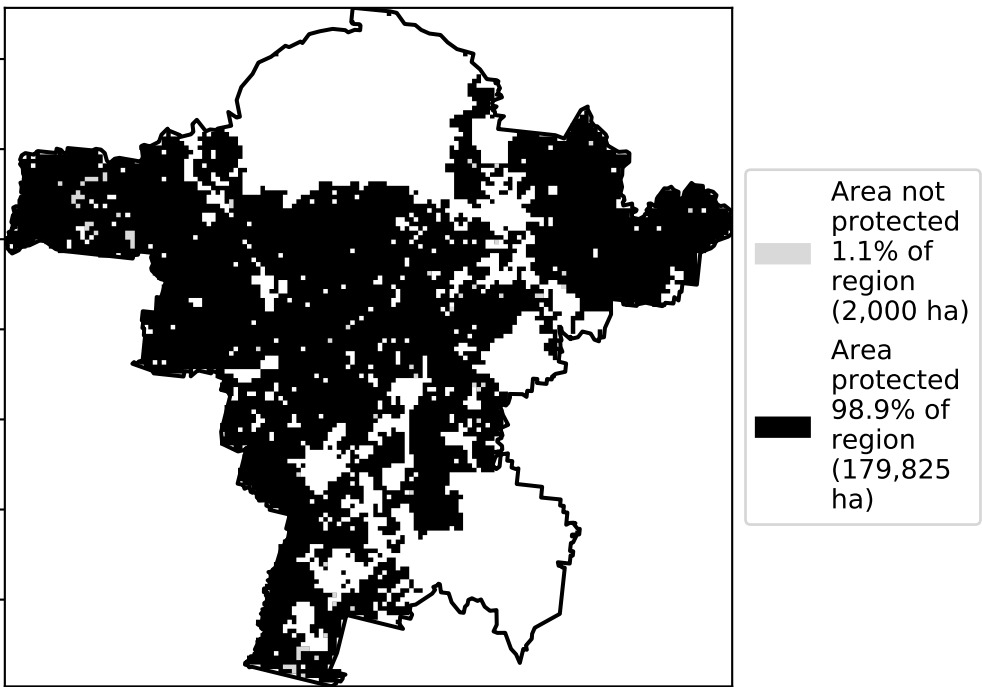 Area not
protected
1.1% of
region
(2,000 ha)
Area
protected
98.9% of
region
(179,825
ha)